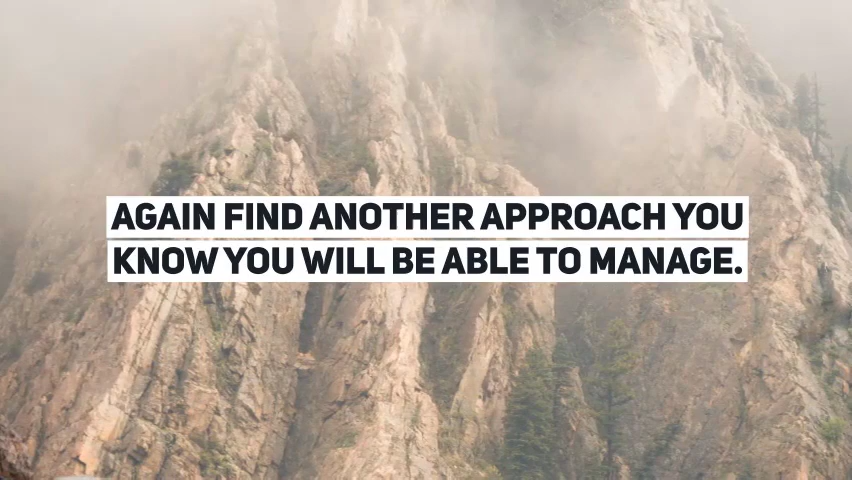 AGAIN FIND ANOTHER APPROACH YOU
KNOW YOU WILL BE ABLE TO MANAGE.